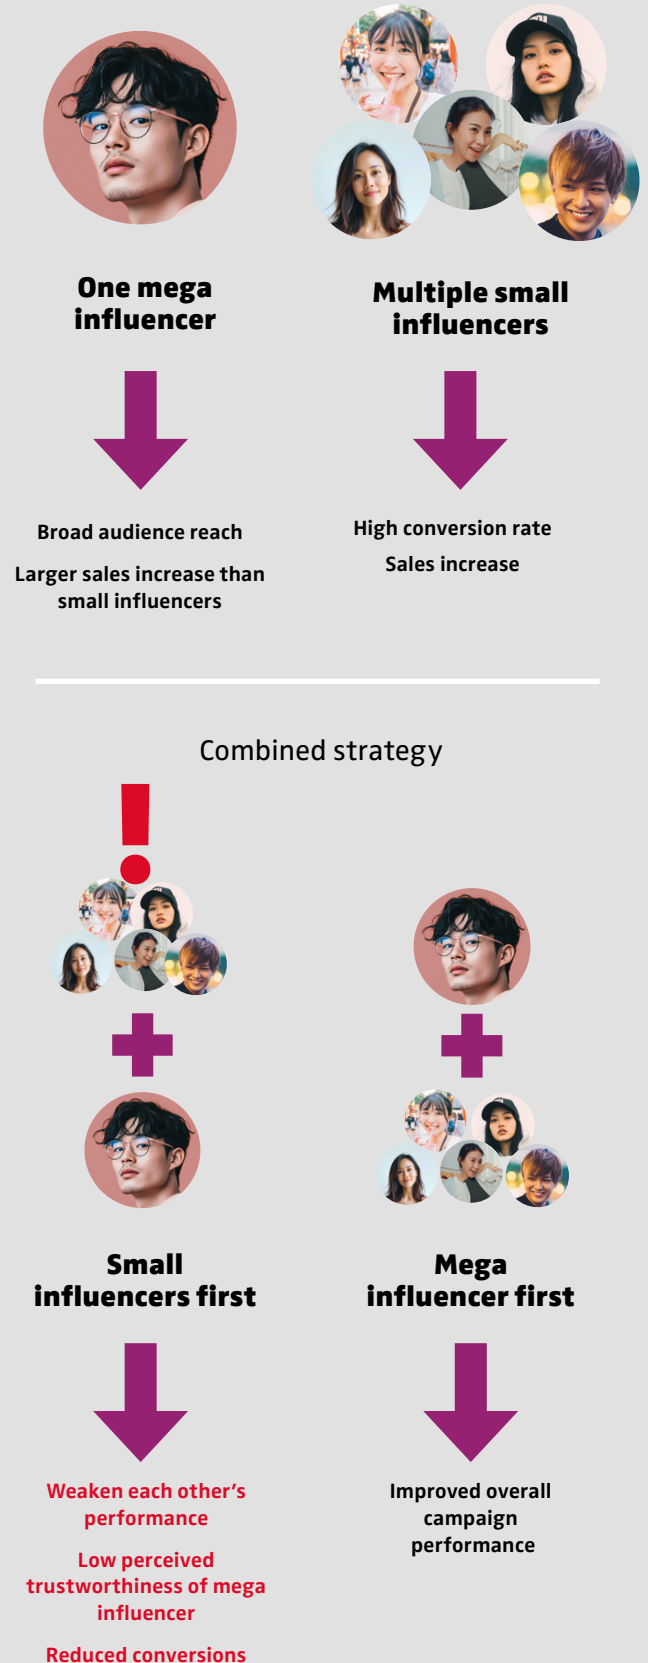 One mega
influencer
Multiple small
influencers
Broad audience reach
Larger sales increase than
small influencers
High conversion rate
Sales increase
Combined strategy
!
Small
influencers first
Mega
influencer first
Weaken each other’s
performance
Low perceived
trustworthiness of mega
influencer
Reduced conversions
Improved overall
campaign
performance